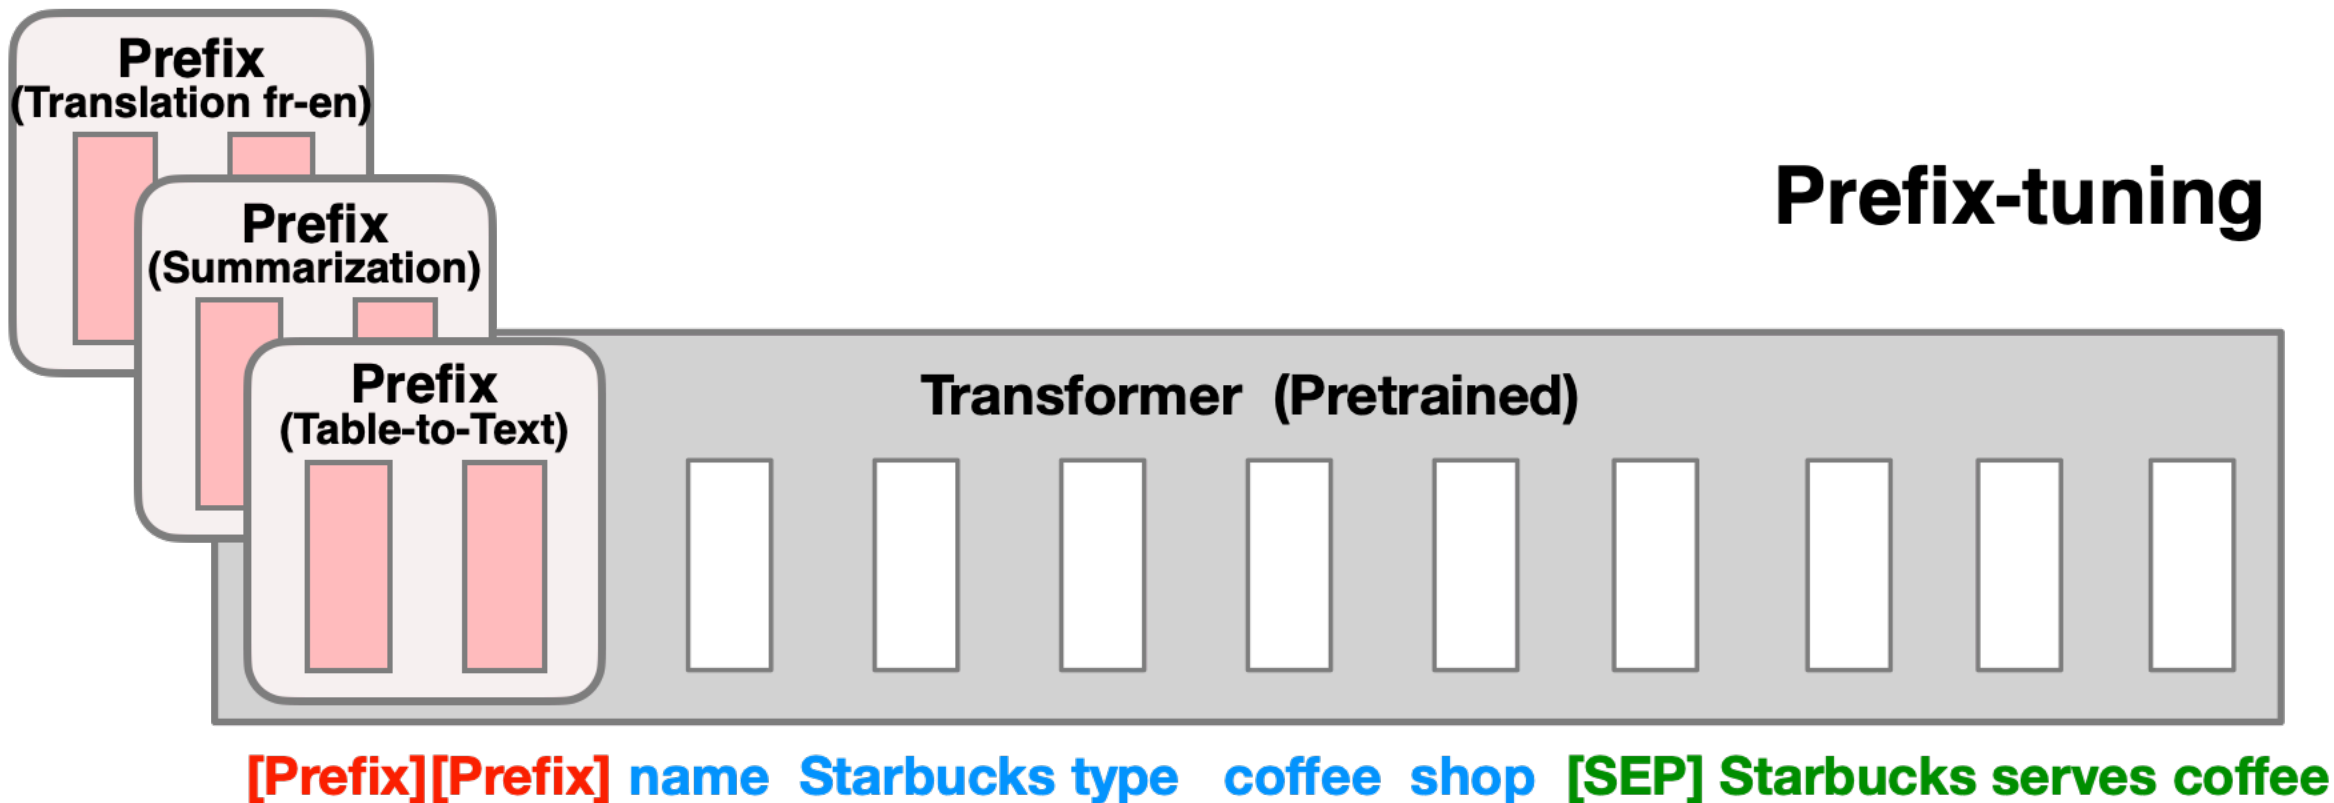 Prefix
(Translation fr-en)
Prefix
(Summarization)
Prefix
(Table-to-Text)
Prefix-tuning
Transformer (Pretrained)
[Prefix][Prefix] name Starbucks type coffee shop [SEP] Starbucks serves coffee